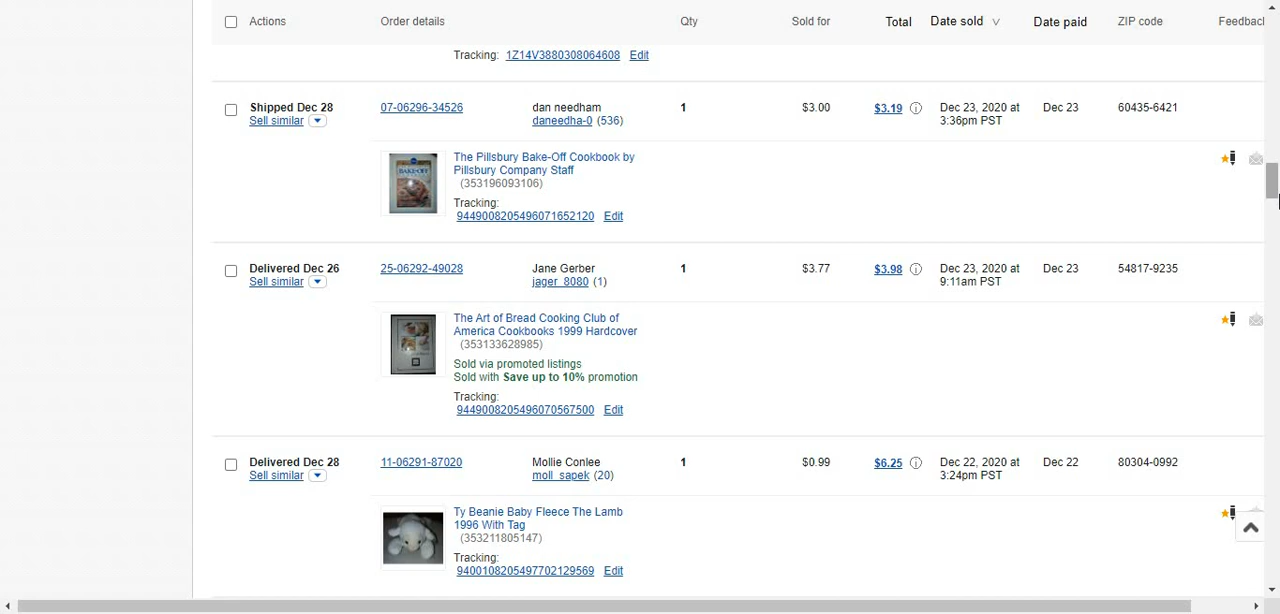 Actions Order details Qty Sold for Total Date sold Date paid ZIP code Feedbac
Tracking: 1Z14V3880308064608 Edit
Shipped Dec 28 07-06296-34526 dan needham 1 $3.00 $3.19 Dec 23, 2020 at Dec 23 60435-6421
Sell similar daneedha-0 (536) 3:36pm PST
The Pillsbury Bake-Off Cookbook by
Pillsbury Company Staff
(353196093106)
Tracking:
9449008205496071652120 Edit
Delivered Dec 26 25-06292-49028 Jane Gerber 1 $3.77 $3.98 Dec 23, 2020 at Dec 23 54817-9235
Sell similar jager_8080 (1) 9:11am PST
The Art of Bread Cooking Club of
America Cookbooks 1999 Hardcover
(353133628985)
Sold via promoted listings
Sold with Save up to 10% promotion
Tracking:
9449008205496070567500 Edit
Delivered Dec 28 11-06291-87020 Mollie Conlee 1 $0.99 $6.25 Dec 22, 2020 at Dec 22 80304-0992
Sell similar moll_sapek (20) 3:24pm PST
Ty Beanie Baby Fleece The Lamb
1996 With Tag
(353211805147)
Tracking:
9400108205497702129569 Edit